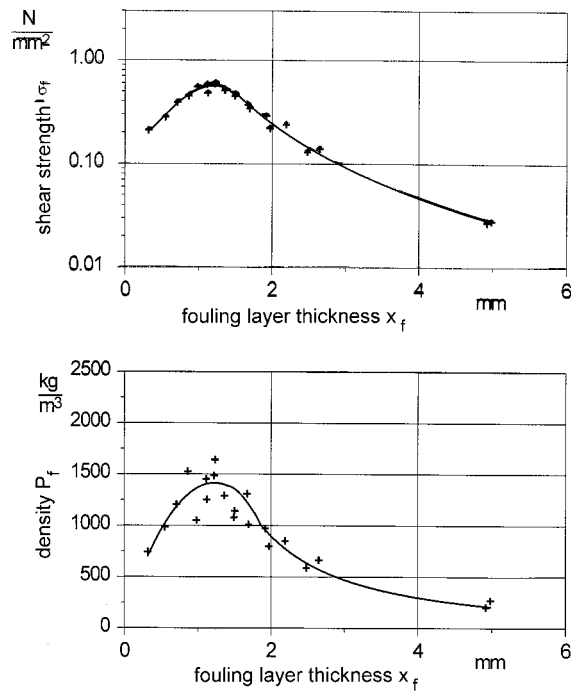 N
mm2
shear strength σf
1.00
0.10
0.01
0 2 4 mm 6
fouling layer thickness xf
kg
m3
density Pf
2500
2000
1500
1000
500
0
0 2 4 mm 6
fouling layer thickness xf